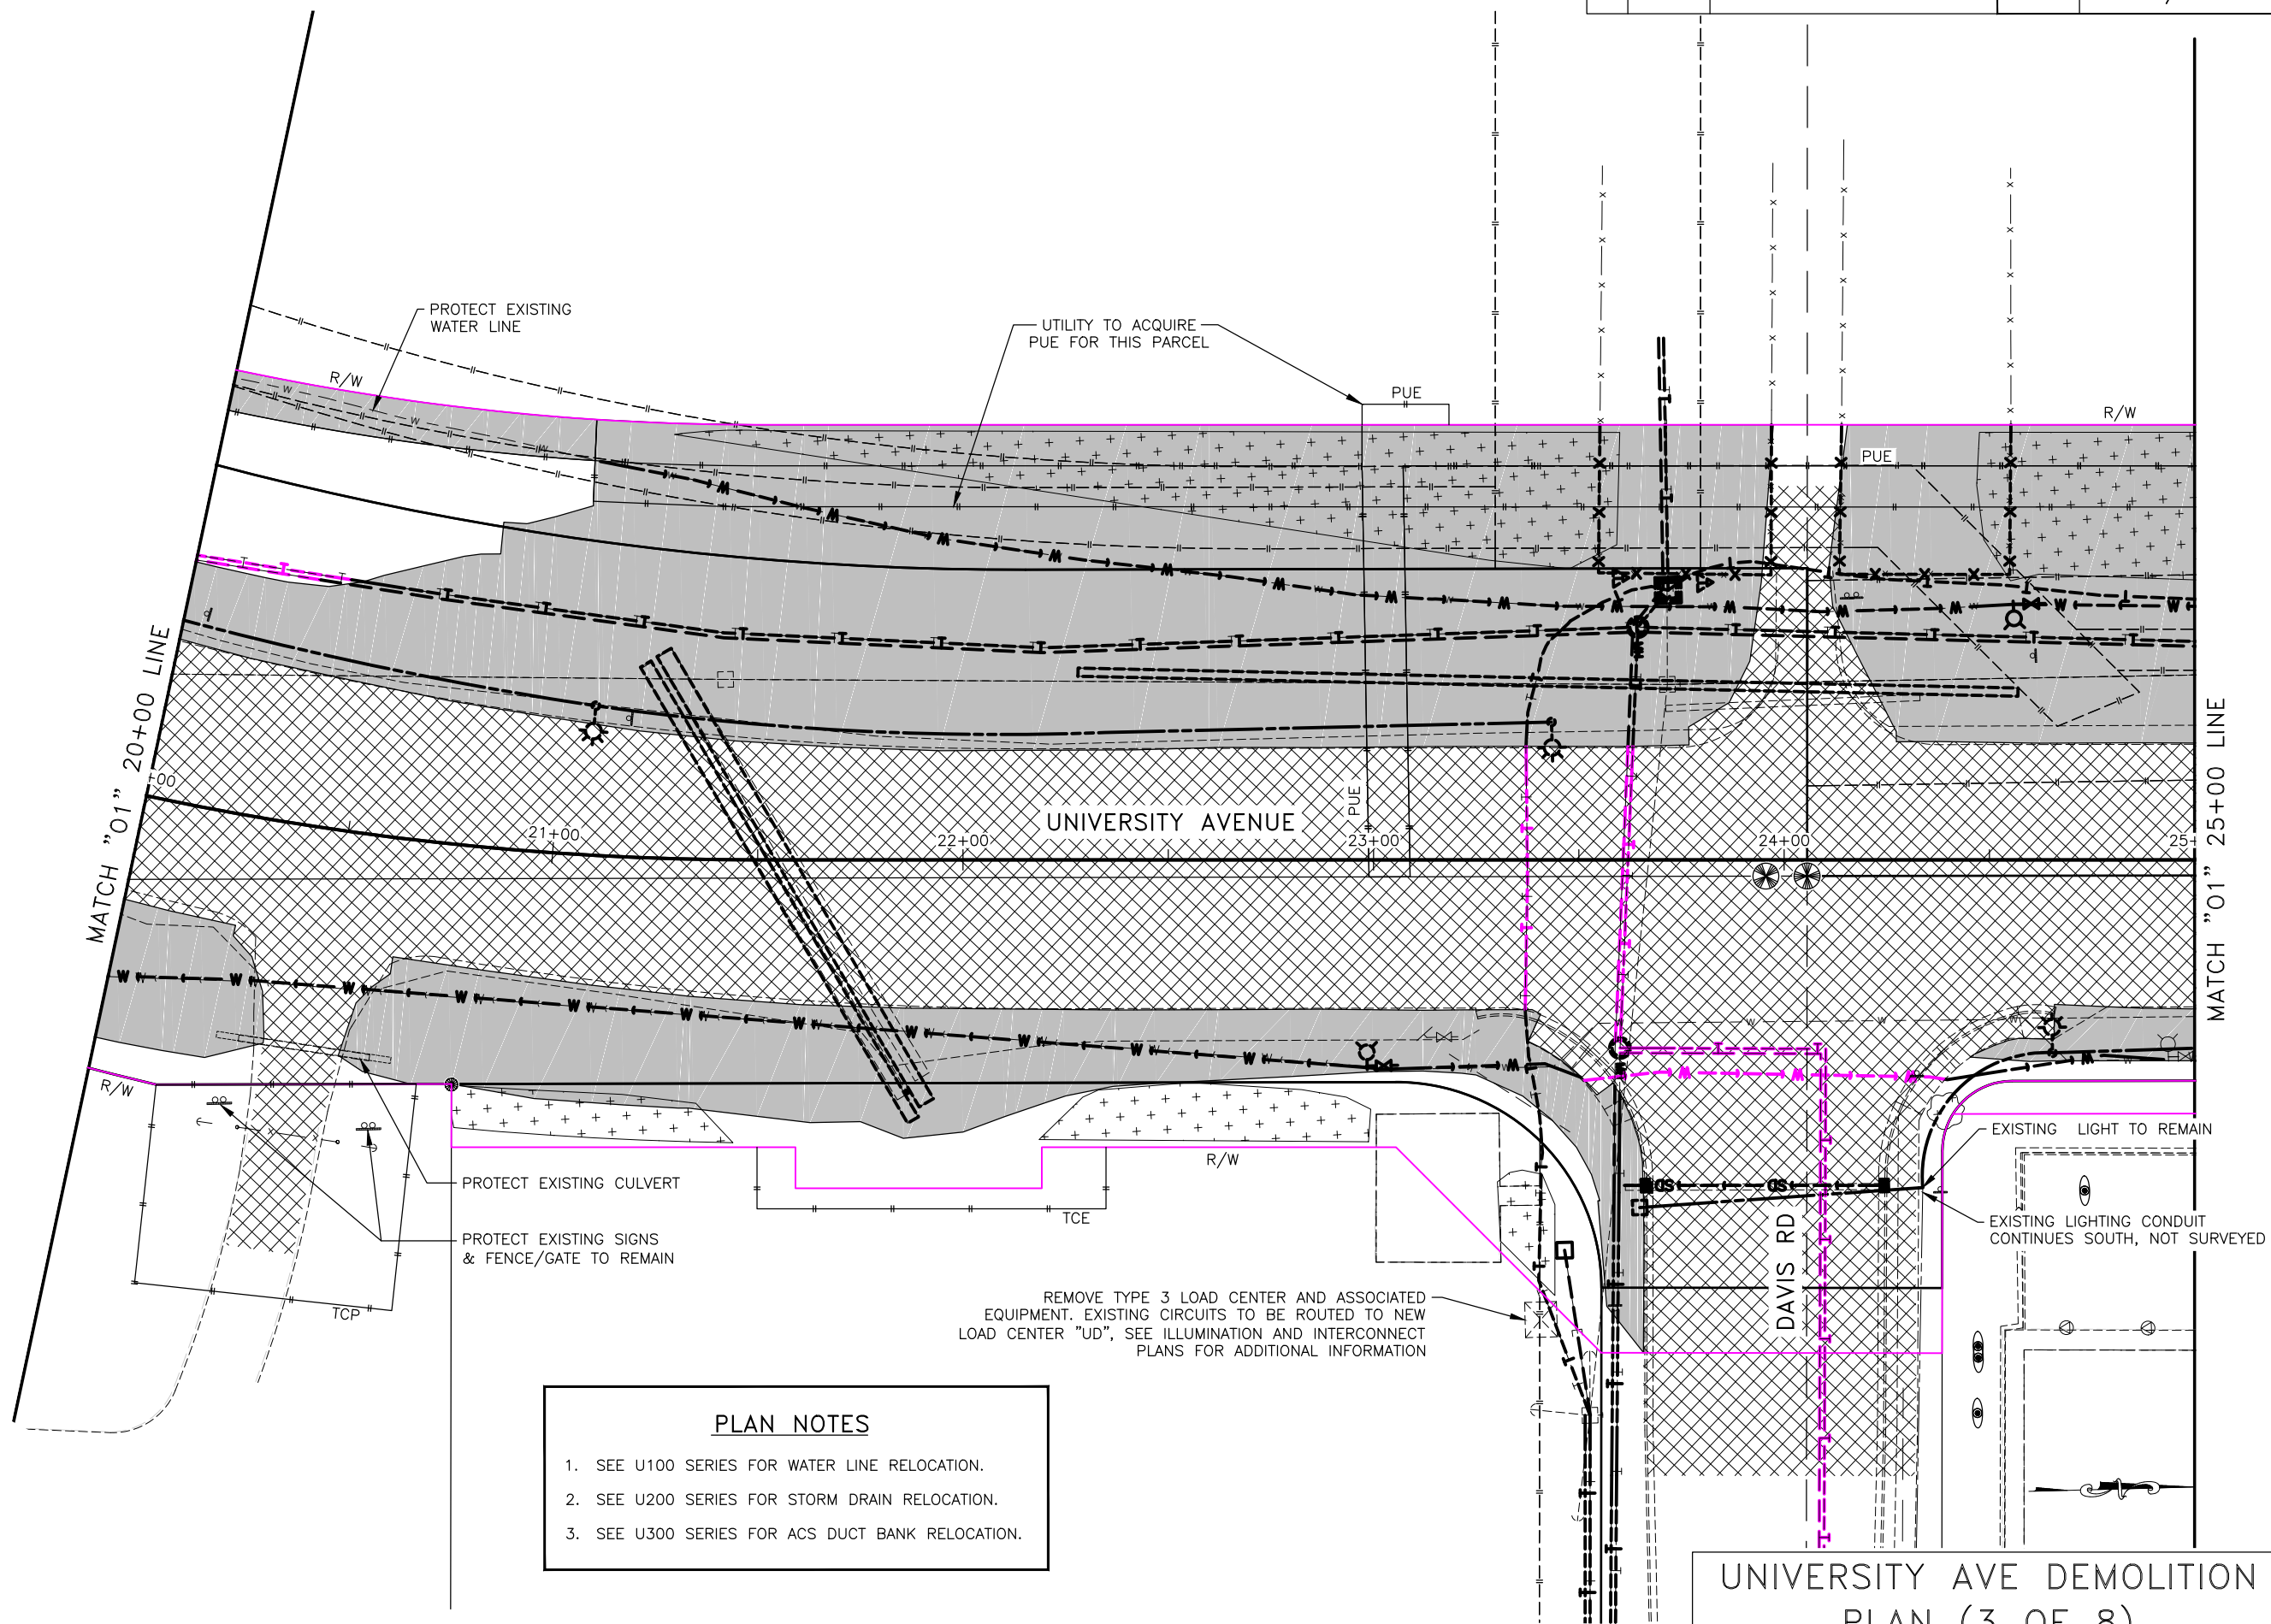 PROTECT EXISTING
WATER LINE
R/W
UTILITY TO ACQUIRE
PUE FOR THIS PARCEL
PUE
R/W
PUE
MATCH "01" 20+00 LINE
+00
21+00
22+00
UNIVERSITY AVENUE
PUE
23+00
24+00
25+
MATCH "01" 25+00 LINE
R/W
PROTECT EXISTING CULVERT
PROTECT EXISTING SIGNS
& FENCE/GATE TO REMAIN
TCP
R/W
TCE
EXISTING LIGHT TO REMAIN
EXISTING LIGHTING CONDUIT
CONTINUES SOUTH, NOT SURVEYED
DAVIS RD
REMOVE TYPE 3 LOAD CENTER AND ASSOCIATED
EQUIPMENT. EXISTING CIRCUITS TO BE ROUTED TO NEW
LOAD CENTER "UD", SEE ILLUMINATION AND INTERCONNECT
PLANS FOR ADDITIONAL INFORMATION
PLAN NOTES
1. SEE U100 SERIES FOR WATER LINE RELOCATION.
2. SEE U200 SERIES FOR STORM DRAIN RELOCATION.
3. SEE U300 SERIES FOR ACS DUCT BANK RELOCATION.
UNIVERSITY AVE DEMOLITION
PLAN (3 OF 8)